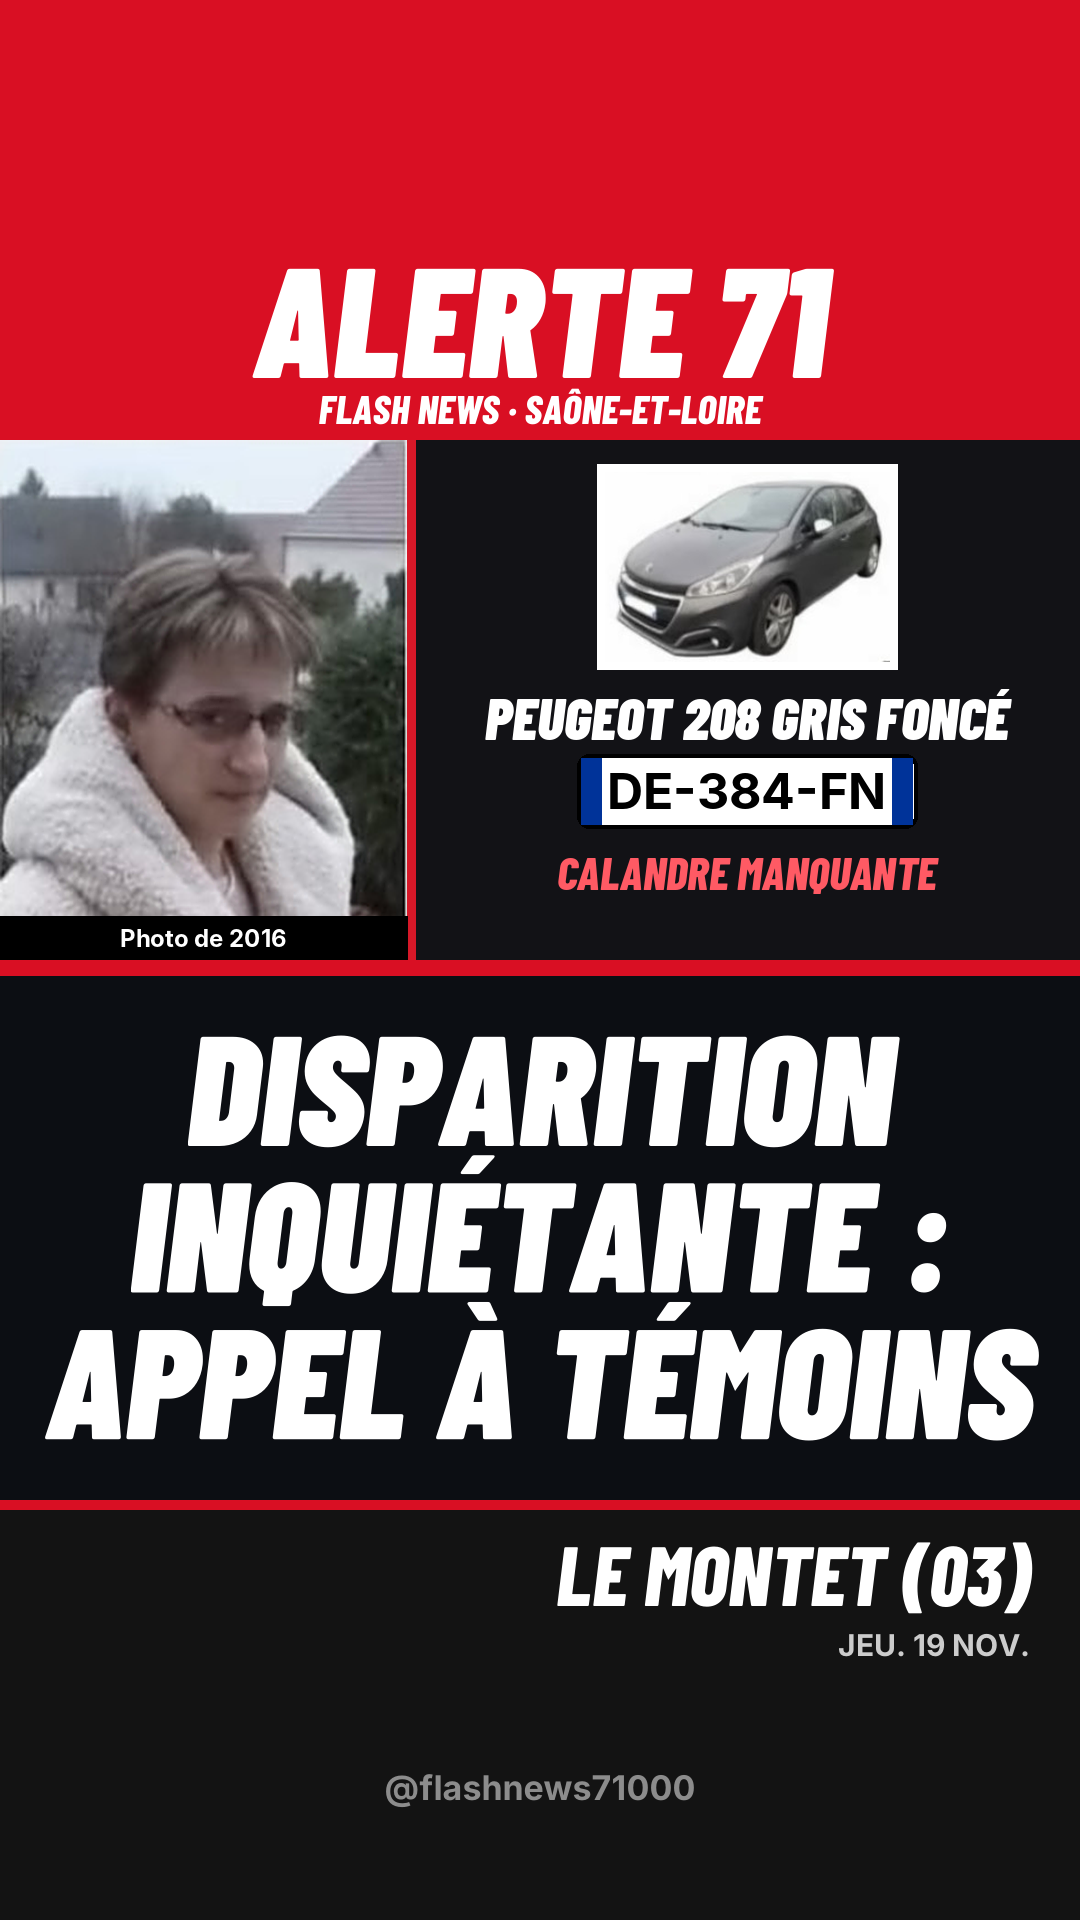 ALERTE 71
FLASH NEWS · SAÔNE-ET-LOIRE
Photo de 2016
PEUGEOT 208 GRIS FONCÉ
DE-384-FN
CALANDRE MANQUANTE
DISPARITION
INQUIÉTANTE :
APPEL À TÉMOINS
LE MONTET (03)
JEU. 19 NOV.
@flashnews71000